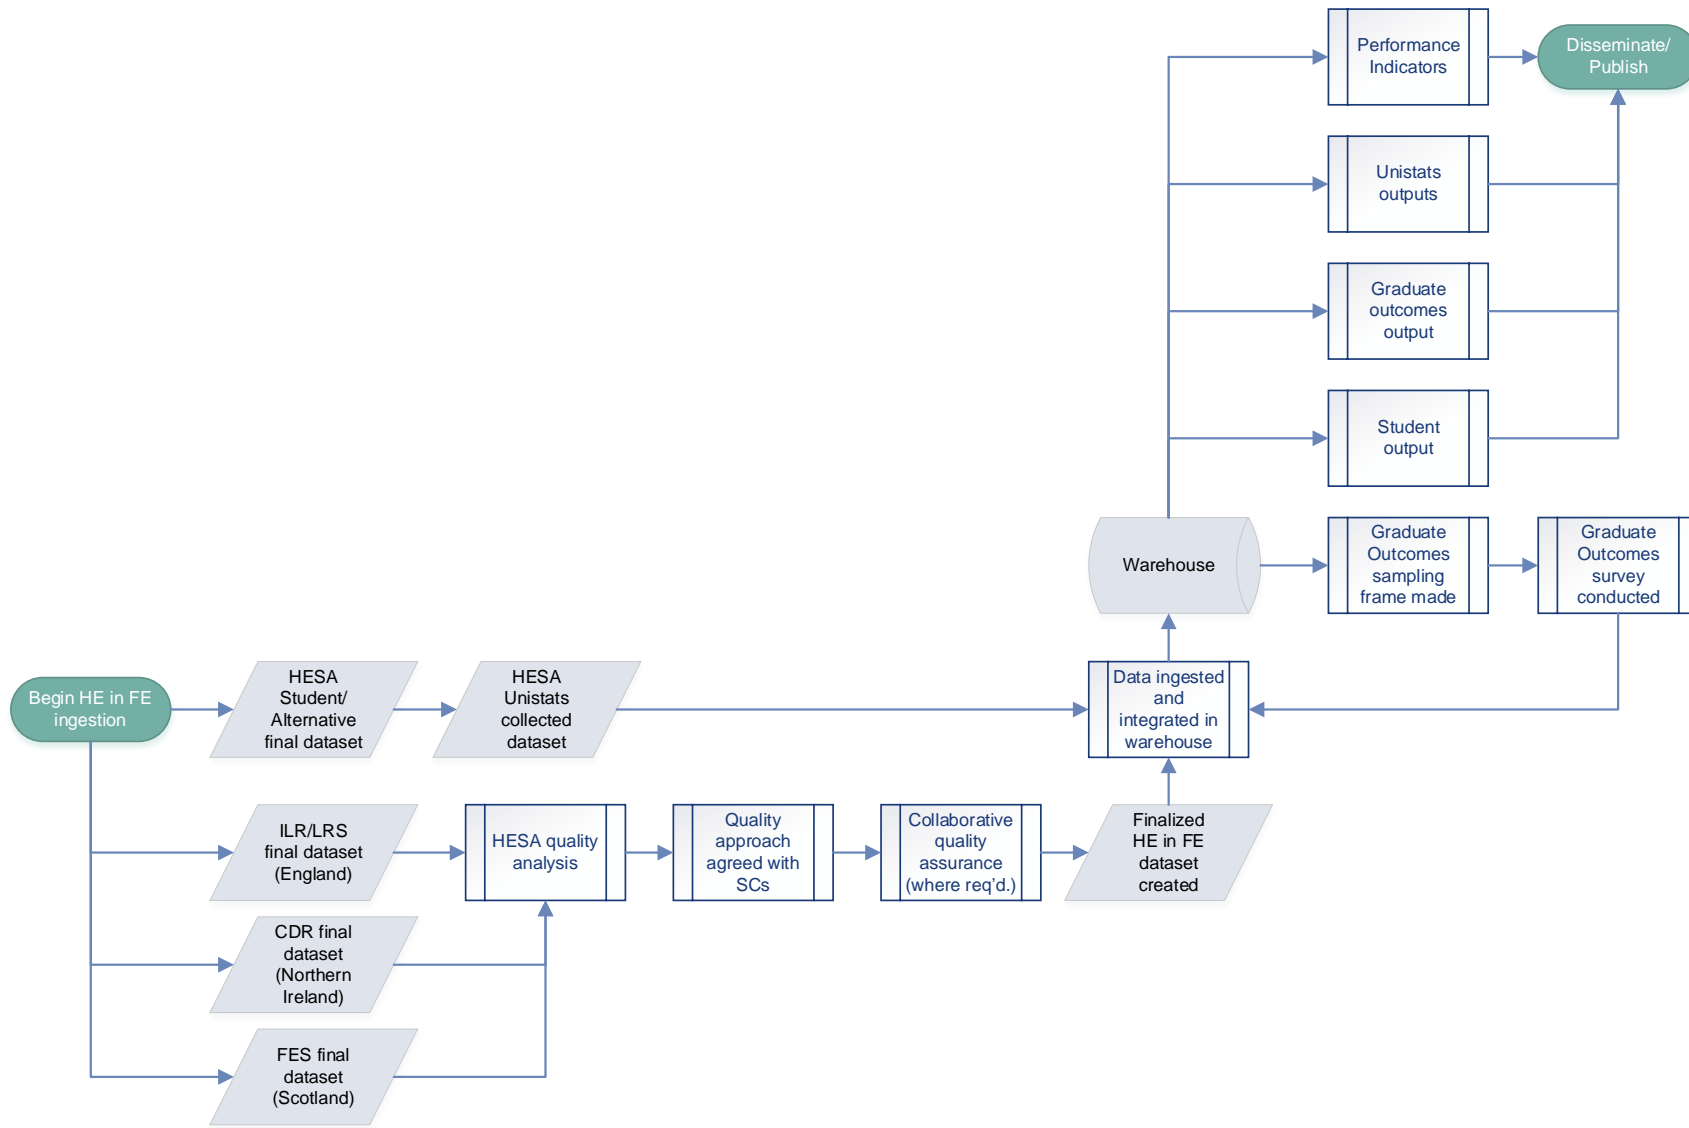 Performance
Indicators
Disseminate/
Publish
Unistats
outputs
Graduate
outcomes
output
Student
output
Warehouse
Graduate
Outcomes
sampling
frame made
Graduate
Outcomes
survey
conducted
Begin HE in FE
ingestion
HESA
Student/
Alternative
final dataset
HESA
Unistats
collected
dataset
Data ingested
and
integrated in
warehouse
ILR/LRS
final dataset
(England)
HESA quality
analysis
Quality
approach
agreed with
SCs
Collaborative
quality
assurance
(where req’d.)
Finalized
HE in FE
dataset
created
CDR final
dataset
(Northern
Ireland)
FES final
dataset
(Scotland)